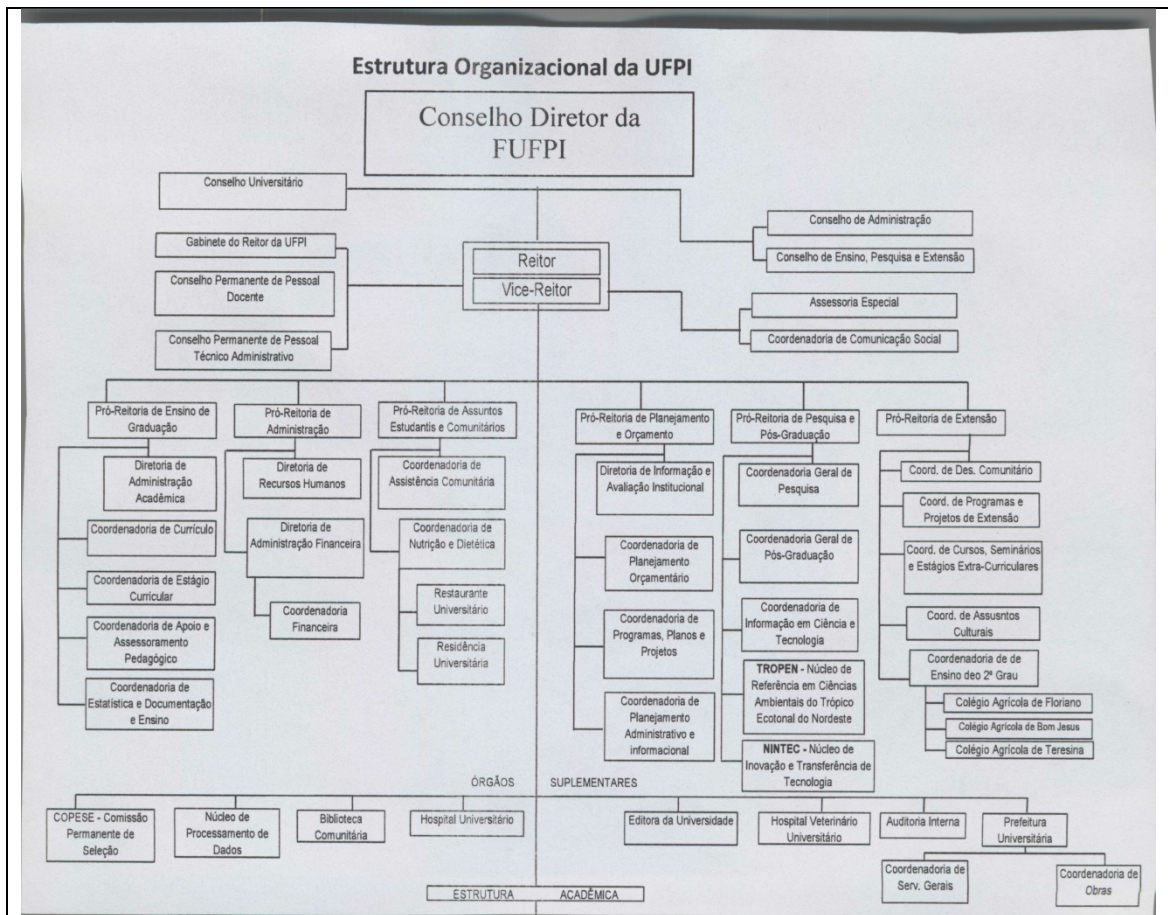 Estrutura Organizacional da UFPI
Conselho Diretor da
FUFPI
Conselho Universitário
Conselho de Administração
Conselho de Ensino, Pesquisa e Extensão
Gabinete do Reitor da UFPI
Conselho Permanente de Pessoal
Docente
Conselho Permanente de Pessoal
Técnico Administrativo
Reitor
Vice-Reitor
Assessoria Especial
Coordenadoria de Comunicação Social
Pró-Reitoria de Ensino de
Graduação
Diretoria de
Administração
Acadêmica
Coordenadoria de Currículo
Coordenadoria de Estágio
Curricular
Coordenadoria de Apoio e
Assessoramento
Pedagógico
Coordenadoria de
Estatística e Documentação
e Ensino
Pró-Reitoria de
Administração
Diretoria de
Recursos Humanos
Diretoria de
Administração Financeira
Coordenadoria
Financeira
Pró-Reitoria de Assuntos
Estudantis e Comunitários
Coordenadoria de
Assistência Comunitária
Coordenadoria de
Nutrição e Dietética
Restaurante
Universitário
Residência
Universitária
Pró-Reitoria de Planejamento
e Orçamento
Diretoria de Informação e
Avaliação Institucional
Coordenadoria de
Planejamento
Orçamentário
Coordenadoria de
Programas, Planos e
Projetos
Coordenadoria de
Planejamento
Administrativo e
informacional
Pró-Reitoria de Pesquisa e
Pós-Graduação
Coordenadoria Geral de
Pesquisa
Coordenadoria Geral de
Pós-Graduação
Coordenadoria de
Informação em Ciência e
Tecnologia
TROPEN - Núcleo de
Referência em Ciências
Ambientais do Trópico
Ecotonal do Nordeste
NINTEC - Núcleo de
Inovação e Transferência de
Tecnologia
Pró-Reitoria de Extensão
Coord. de Des. Comunitário
Coord. de Programas e
Projetos de Extensão
Coord. de Cursos, Seminários
e Estágios Extra-Curriculares
Coord. de Assusntos
Culturais
Coordenadoria de de
Ensino deo 2º Grau
Colégio Agrícola de Floriano
Colégio Agrícola de Bom Jesus
Colégio Agrícola de Teresina
ÓRGÃOS SUPLEMENTARES
COPESE - Comissão
Permanente de
Seleção
Núcleo de
Processamento de
Dados
Biblioteca
Comunitária
Hospital Universitário
Editora da Universidade
Hospital Veterinário
Universitário
Auditoria Interna
Prefeitura
Universitária
Coordenadoria de
Serv. Gerais
Coordenadoria de
Obras
ESTRUTURA ACADÊMICA